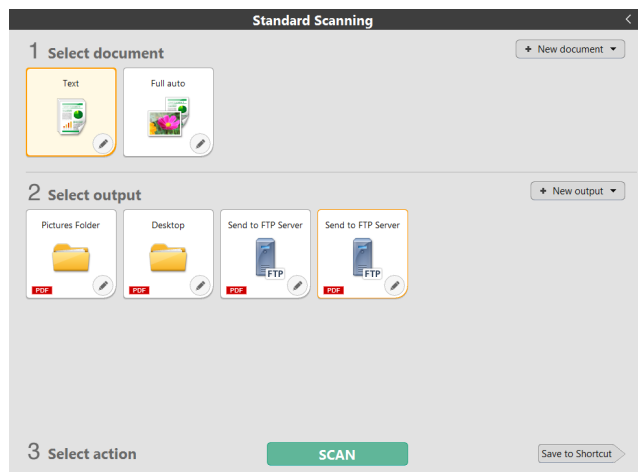 Standard Scanning
1 Select document
+ New document
Text
Full auto
2 Select output
+ New output
Pictures Folder
PDF
Desktop
PDF
Send to FTP Server
FTP
PDF
Send to FTP Server
FTP
PDF
3 Select action
SCAN
Save to Shortcut